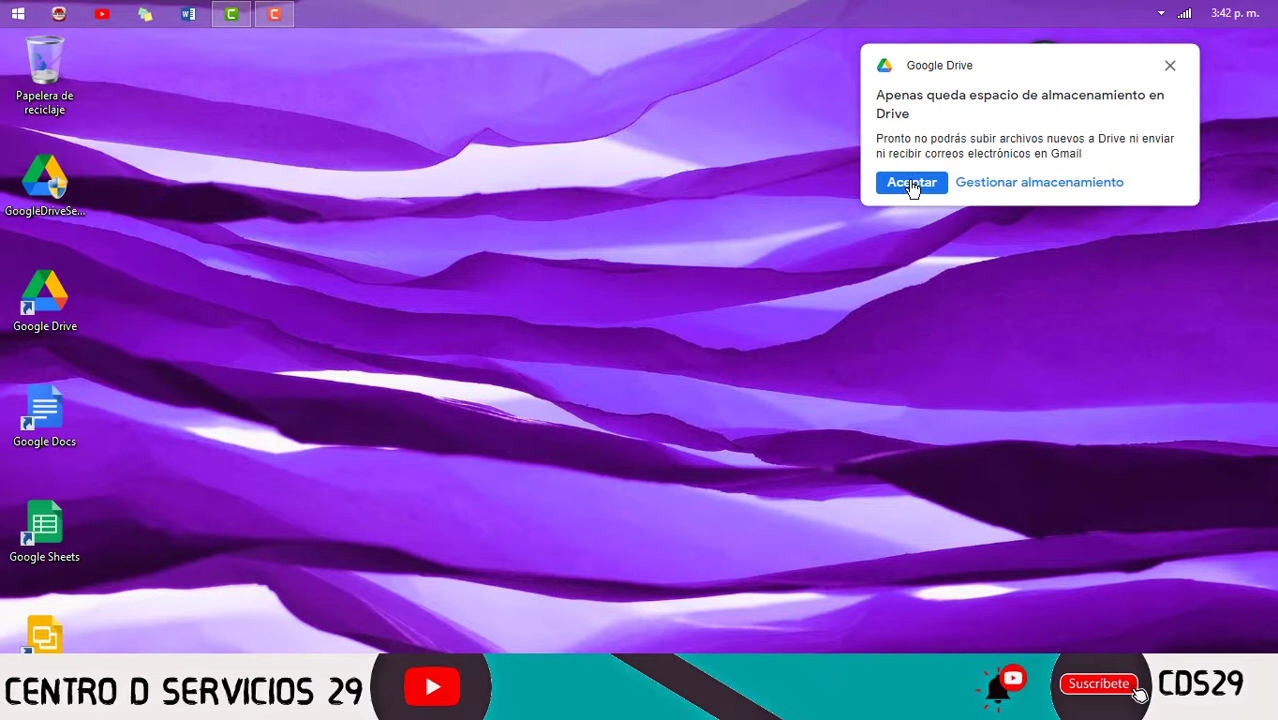 3:42 p. m.
Google Drive
Apenas queda espacio de almacenamiento en
Drive
Pronto no podrás subir archivos nuevos a Drive ni enviar
ni recibir correos electrónicos en Gmail
Aceptar
Gestionar almacenamiento
Papelera de
reciclaje
GoogleDriveSe...
Google Drive
Google Docs
Google Sheets
CENTRO D SERVICIOS 29
Suscríbete
CDS29